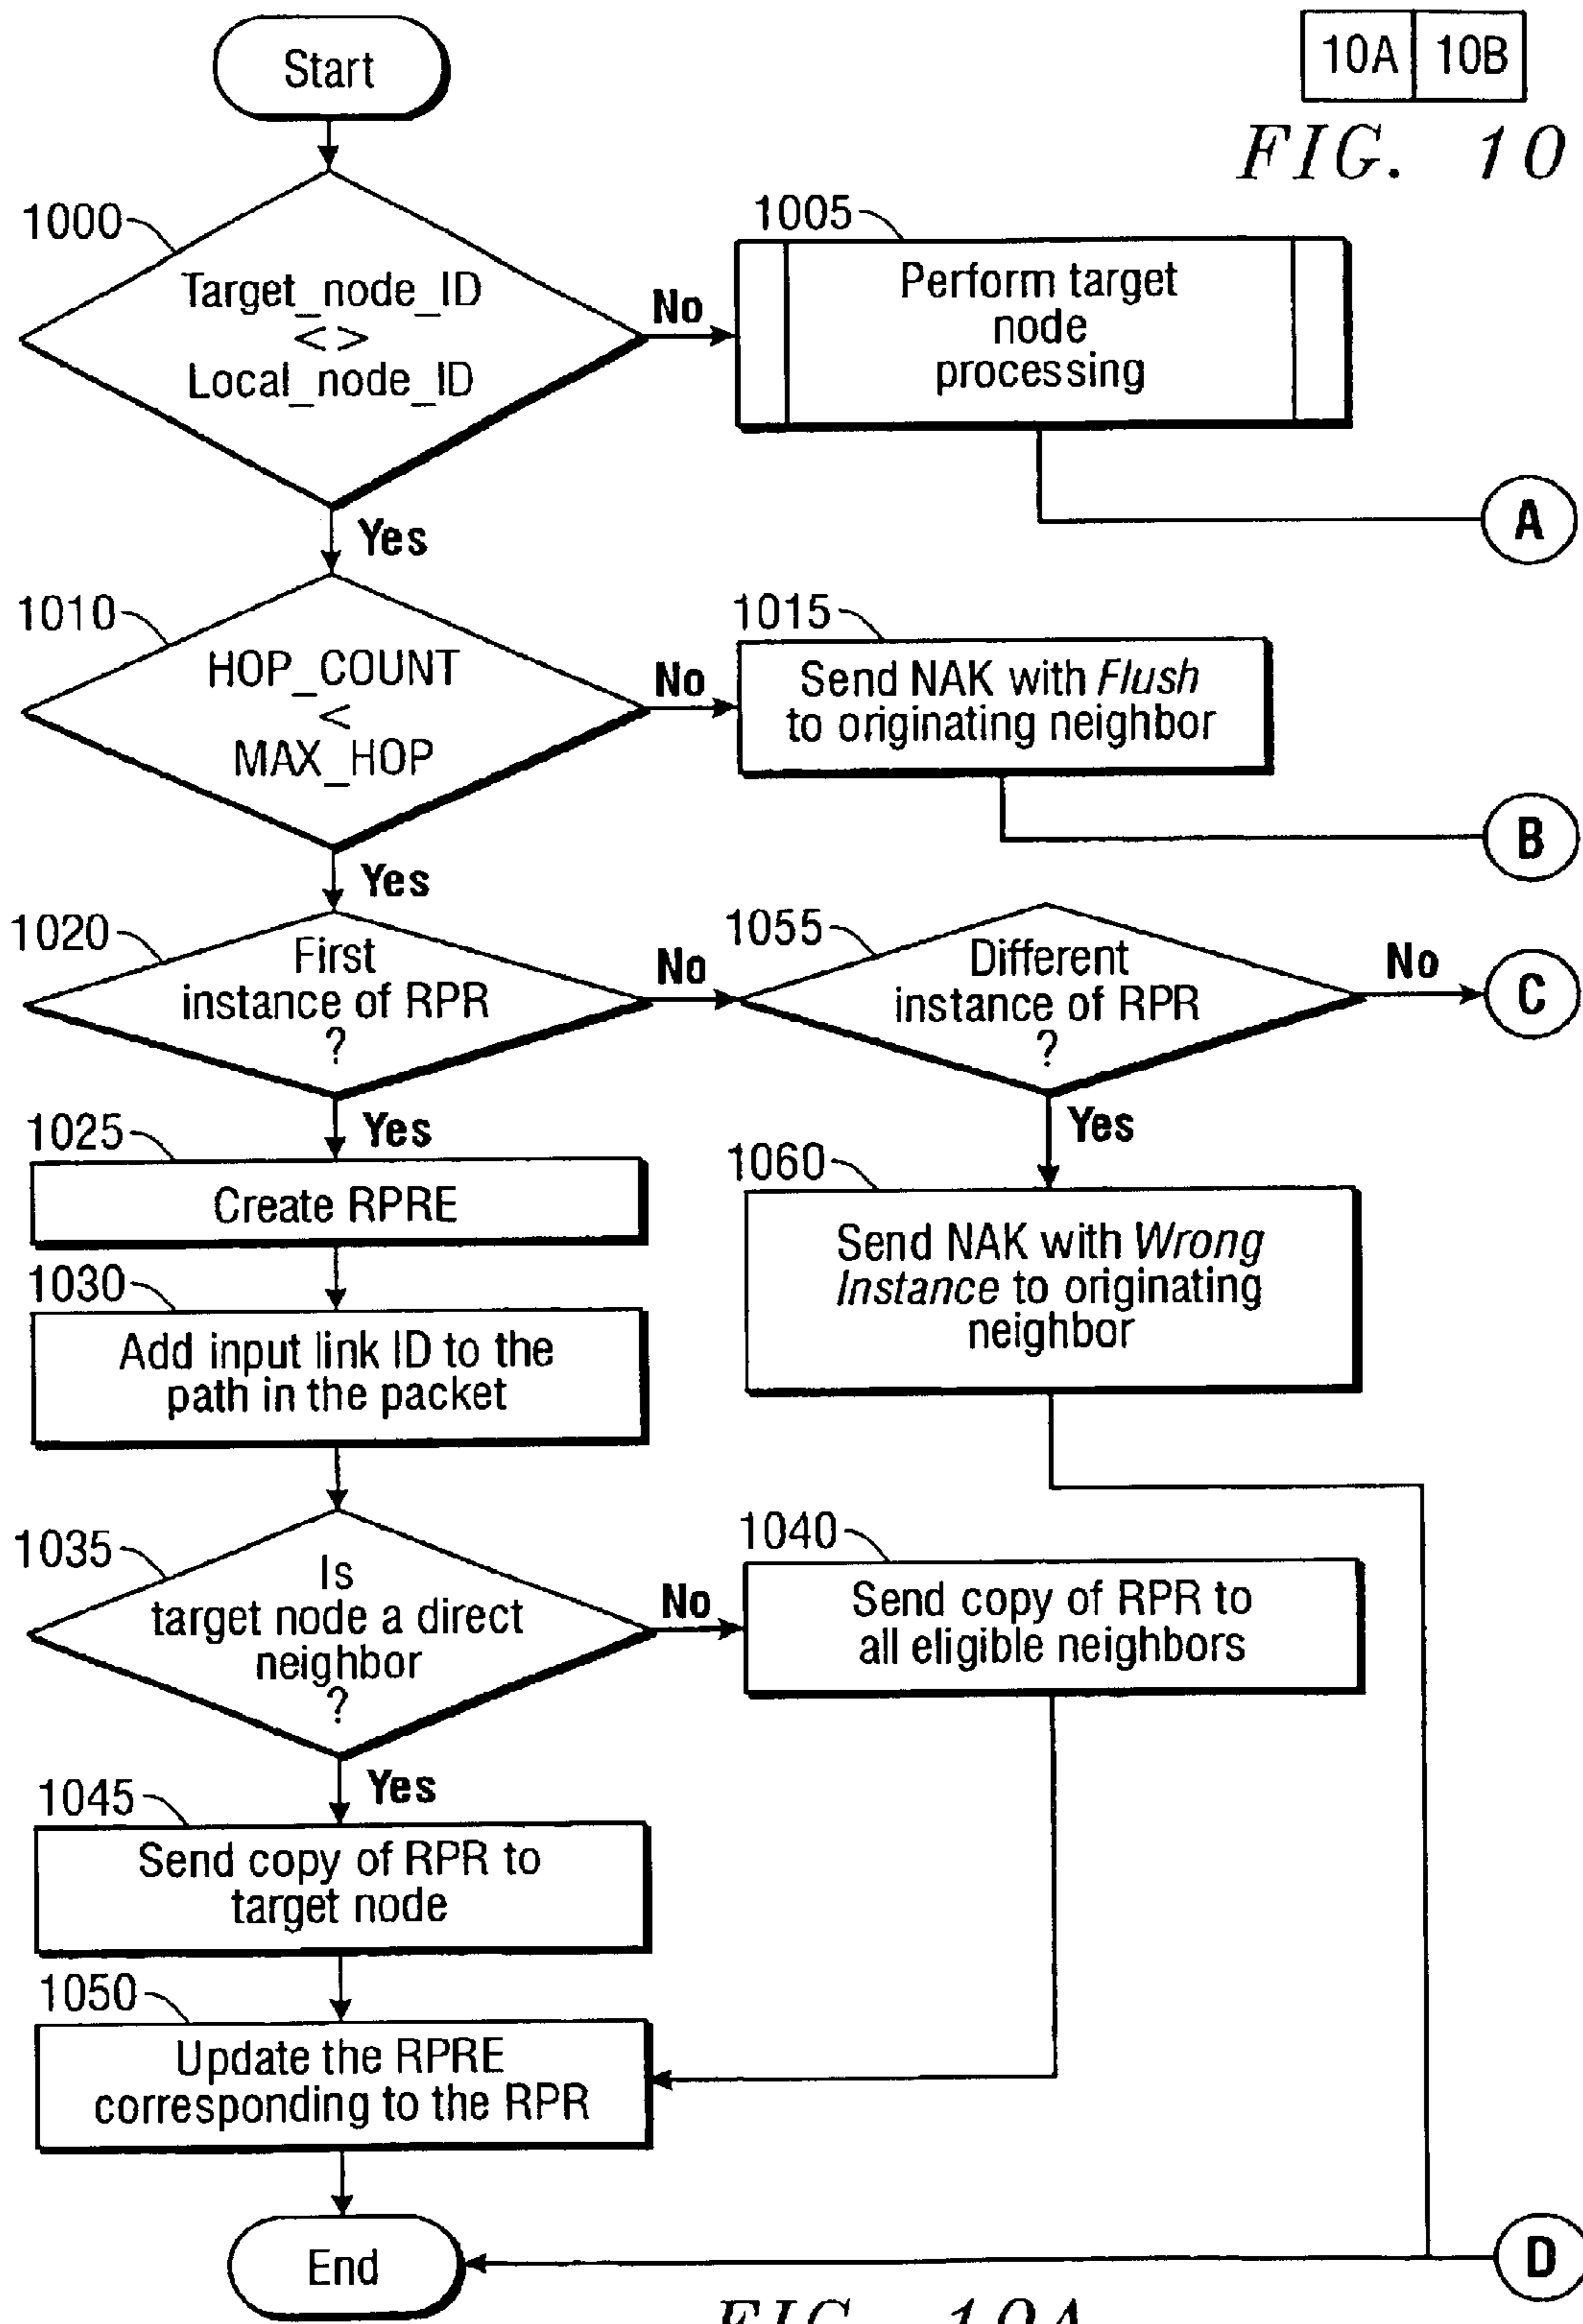 Start
10A 10B
FIG. 10
1000
Target_node_ID
<>
Local_node_ID
No
1005
Perform target
node
processing
A
Yes
1010
HOP_COUNT
<
MAX_HOP
No
1015
Send NAK with Flush
to originating neighbor
B
Yes
1020
First
instance of RPR
?
No
1055
Different
instance of RPR
?
No
C
Yes
1025
Create RPRE
Yes
1060
Send NAK with Wrong
Instance to originating
neighbor
1030
Add input link ID to the
path in the packet
1035
Is
target node a direct
neighbor
?
No
1040
Send copy of RPR to
all eligible neighbors
Yes
1045
Send copy of RPR to
target node
1050
Update the RPRE
corresponding to the RPR
End
D
FIG. 10A